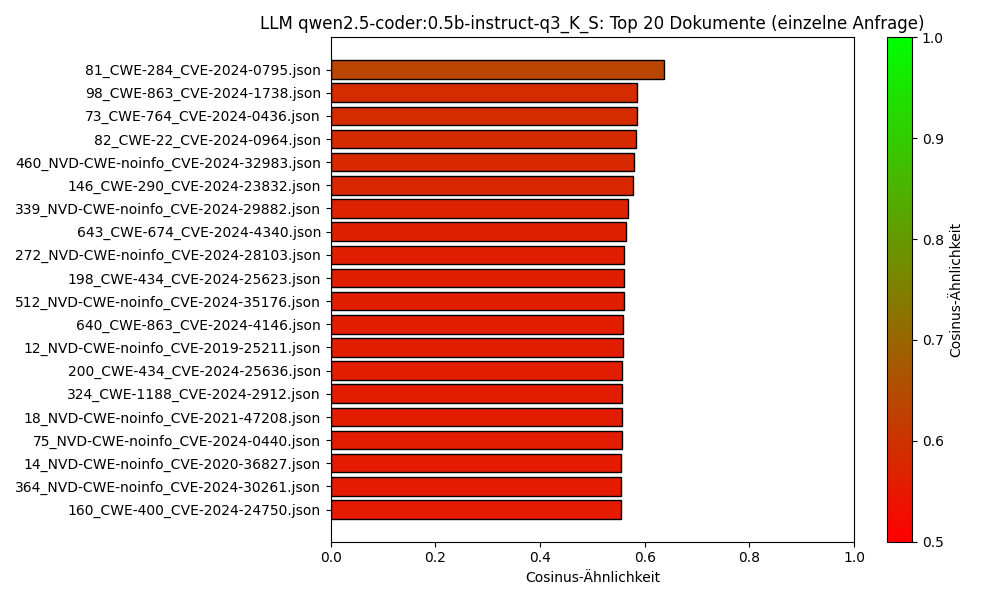 LLM qwen2.5-coder:0.5b-instruct-q3_K_S: Top 20 Dokumente (einzelne Anfrage)
81_CWE-284_CVE-2024-0795.json
98_CWE-863_CVE-2024-1738.json
73_CWE-764_CVE-2024-0436.json
82_CWE-22_CVE-2024-0964.json
460_NVD-CWE-noinfo_CVE-2024-32983.json
146_CWE-290_CVE-2024-23832.json
339_NVD-CWE-noinfo_CVE-2024-29882.json
643_CWE-674_CVE-2024-4340.json
272_NVD-CWE-noinfo_CVE-2024-28103.json
198_CWE-434_CVE-2024-25623.json
512_NVD-CWE-noinfo_CVE-2024-35176.json
640_CWE-863_CVE-2024-4146.json
12_NVD-CWE-noinfo_CVE-2019-25211.json
200_CWE-434_CVE-2024-25636.json
324_CWE-1188_CVE-2024-2912.json
18_NVD-CWE-noinfo_CVE-2021-47208.json
75_NVD-CWE-noinfo_CVE-2024-0440.json
14_NVD-CWE-noinfo_CVE-2020-36827.json
364_NVD-CWE-noinfo_CVE-2024-30261.json
160_CWE-400_CVE-2024-24750.json
0.0 0.2 0.4 0.6 0.8 1.0
Cosinus-Ähnlichkeit
1.0
0.9
0.8
0.7
0.6
0.5
Cosinus-Ähnlichkeit